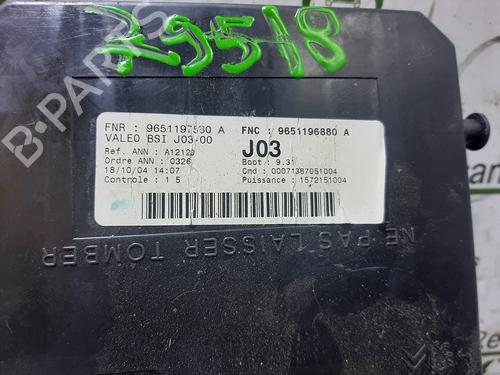 79518
B-PARTS
FNR : 9651197580 A
FNC : 9651196880 A
VALEO BSI J03-00
J03
Ref. ANN : A12120
Boot : 9.31
Ordre ANN : 0326
Cmd : 00071387051004
18/10/04 14:07
Puissance : 1572151004
Controle : 1 5
NE PAS LAISSER TOMBER